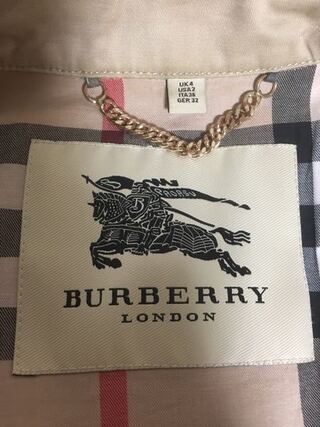 UK 4
USA 2
ITA 36
GER 32
PRORSUM
BURBERRY
LONDON